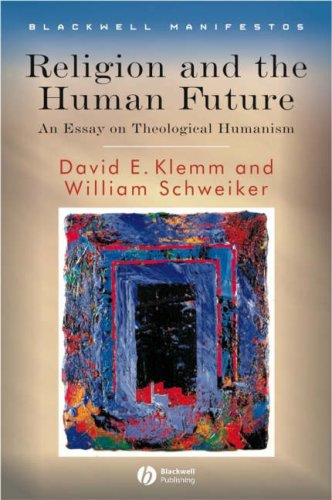 BLACKWELL MANIFESTOS
Religion and the
Human Future
An Essay on Theological Humanism
David E. Klemm and
William Schweiker
Blackwell
Publishing